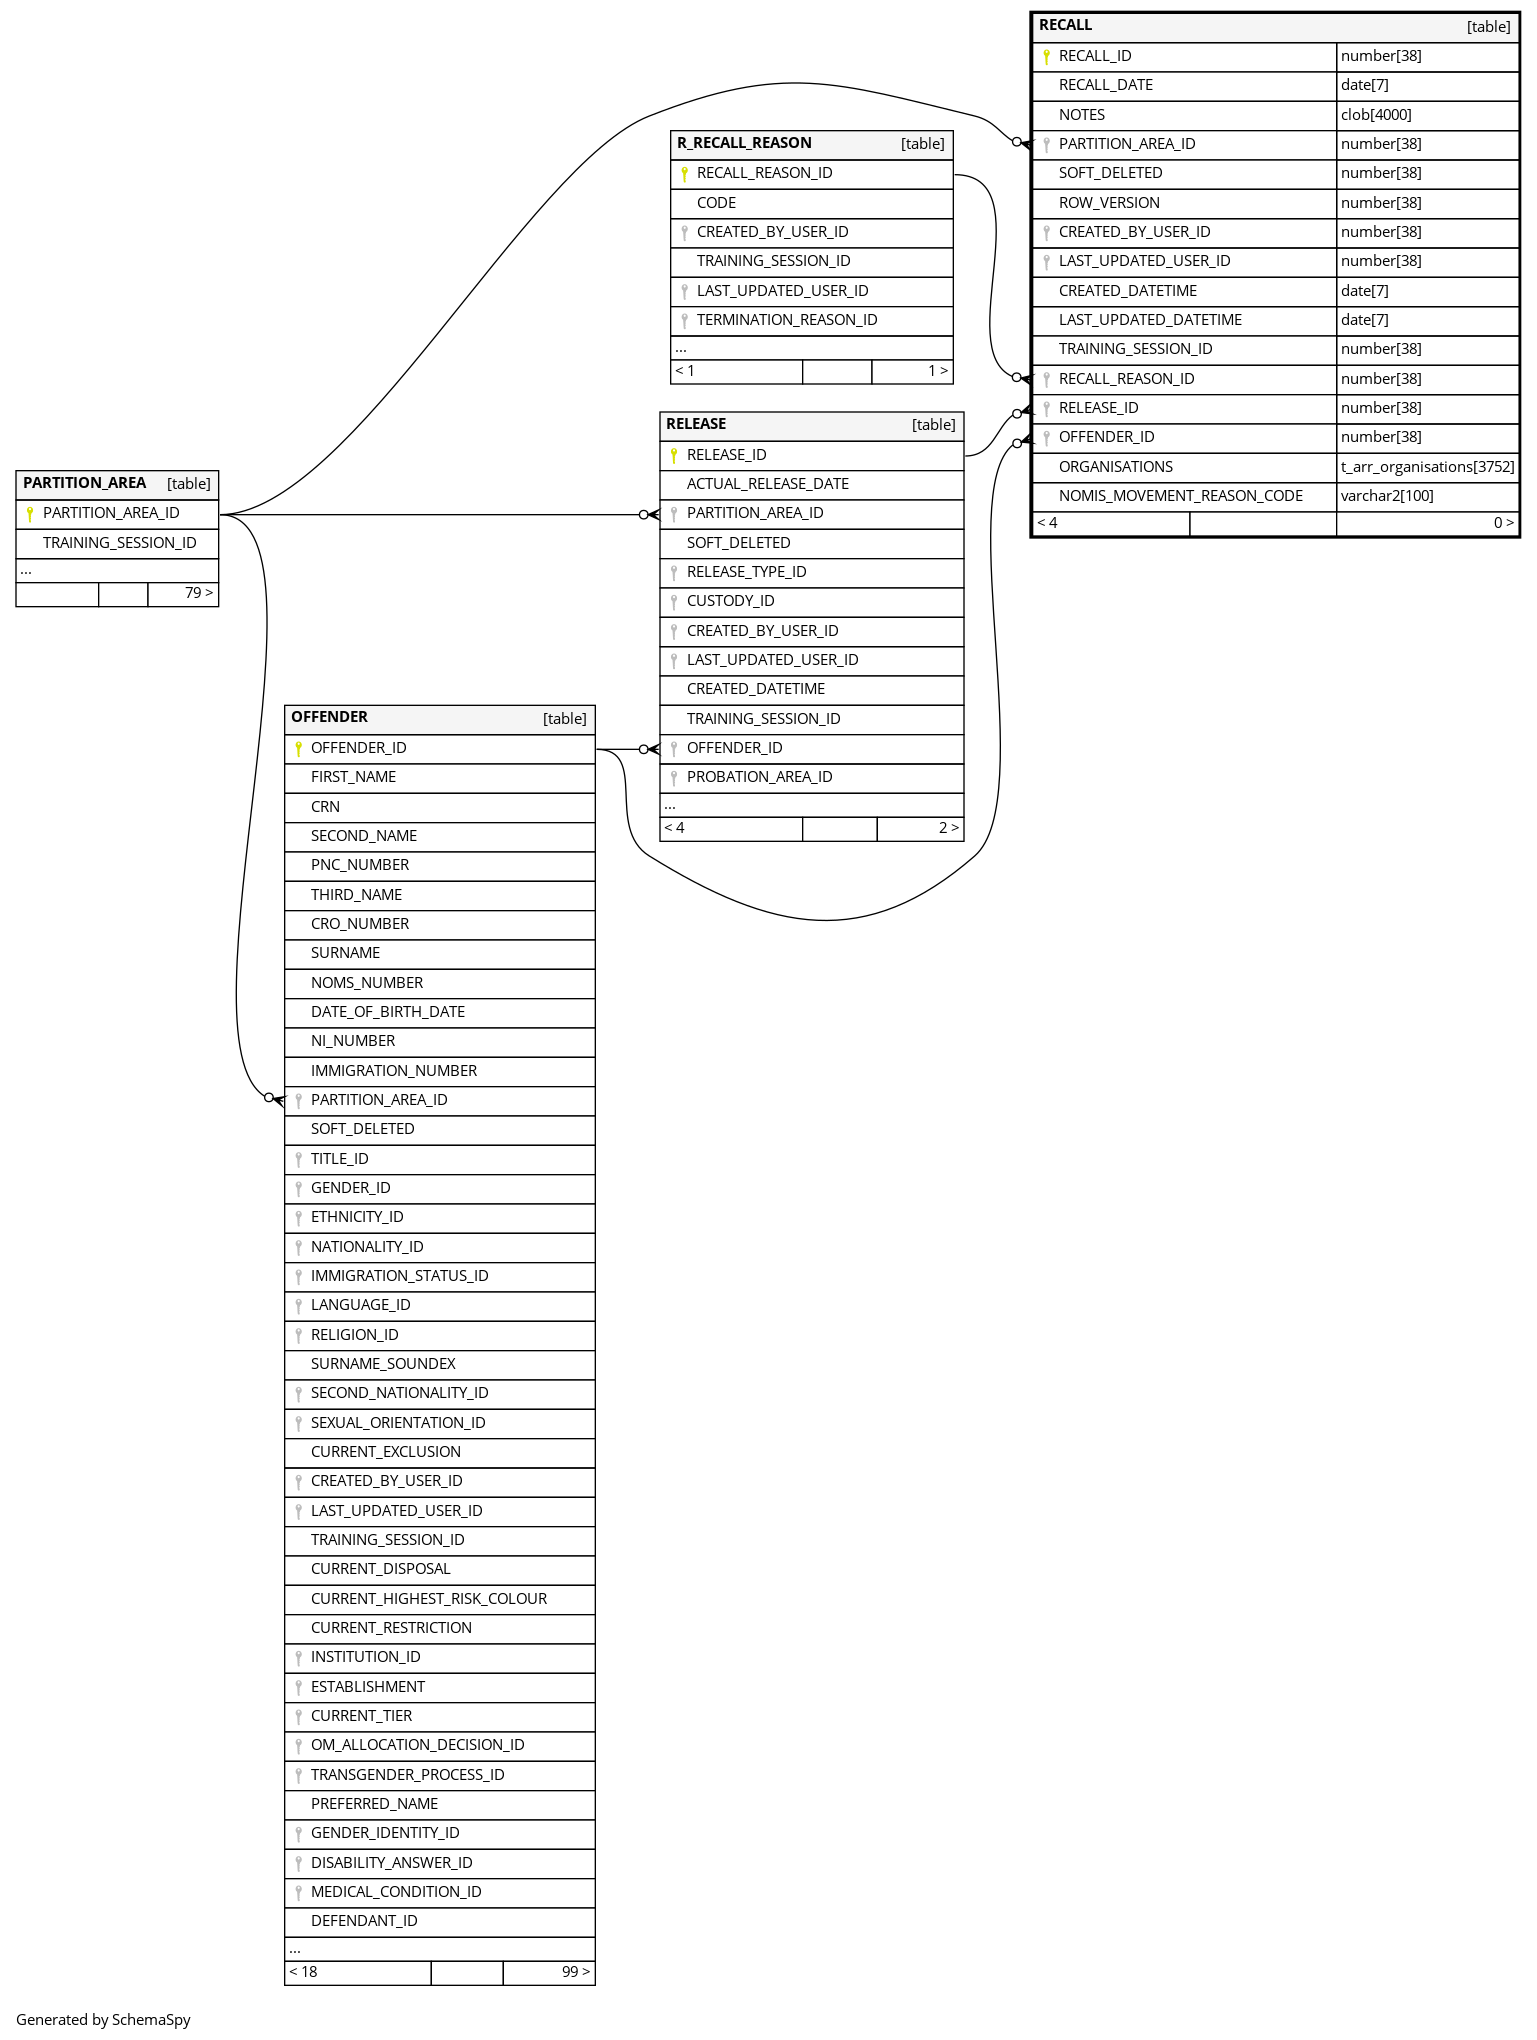 RECALL [table]
RECALL_ID number[38]
RECALL_DATE date[7]
NOTES clob[4000]
PARTITION_AREA_ID number[38]
SOFT_DELETED number[38]
ROW_VERSION number[38]
CREATED_BY_USER_ID number[38]
LAST_UPDATED_USER_ID number[38]
CREATED_DATETIME date[7]
LAST_UPDATED_DATETIME date[7]
TRAINING_SESSION_ID number[38]
RECALL_REASON_ID number[38]
RELEASE_ID number[38]
OFFENDER_ID number[38]
ORGANISATIONS t_arr_organisations[3752]
NOMIS_MOVEMENT_REASON_CODE varchar2[100]
< 4 0 >
R_RECALL_REASON [table]
RECALL_REASON_ID
CODE
CREATED_BY_USER_ID
TRAINING_SESSION_ID
LAST_UPDATED_USER_ID
TERMINATION_REASON_ID
...
< 1 1 >
RELEASE [table]
RELEASE_ID
ACTUAL_RELEASE_DATE
PARTITION_AREA_ID
SOFT_DELETED
RELEASE_TYPE_ID
CUSTODY_ID
CREATED_BY_USER_ID
LAST_UPDATED_USER_ID
CREATED_DATETIME
TRAINING_SESSION_ID
OFFENDER_ID
PROBATION_AREA_ID
...
< 4 2 >
PARTITION_AREA [table]
PARTITION_AREA_ID
TRAINING_SESSION_ID
...
79 >
OFFENDER [table]
OFFENDER_ID
FIRST_NAME
CRN
SECOND_NAME
PNC_NUMBER
THIRD_NAME
CRO_NUMBER
SURNAME
NOMS_NUMBER
DATE_OF_BIRTH_DATE
NI_NUMBER
IMMIGRATION_NUMBER
PARTITION_AREA_ID
SOFT_DELETED
TITLE_ID
GENDER_ID
ETHNICITY_ID
NATIONALITY_ID
IMMIGRATION_STATUS_ID
LANGUAGE_ID
RELIGION_ID
SURNAME_SOUNDEX
SECOND_NATIONALITY_ID
SEXUAL_ORIENTATION_ID
CURRENT_EXCLUSION
CREATED_BY_USER_ID
LAST_UPDATED_USER_ID
TRAINING_SESSION_ID
CURRENT_DISPOSAL
CURRENT_HIGHEST_RISK_COLOUR
CURRENT_RESTRICTION
INSTITUTION_ID
ESTABLISHMENT
CURRENT_TIER
OM_ALLOCATION_DECISION_ID
TRANSGENDER_PROCESS_ID
PREFERRED_NAME
GENDER_IDENTITY_ID
DISABILITY_ANSWER_ID
MEDICAL_CONDITION_ID
DEFENDANT_ID
...
< 18 99 >
Generated by SchemaSpy